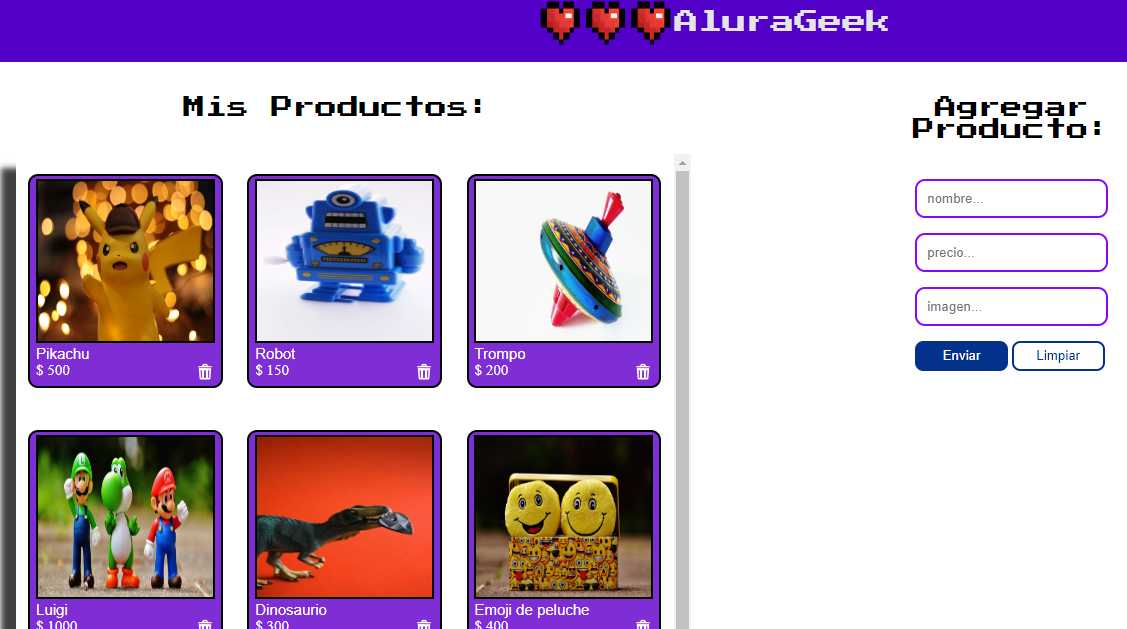 AluraGeek
Mis Productos:
Pikachu
$ 500
Robot
$ 150
Trompo
$ 200
Luigi
$ 1000
Dinosaurio
$ 300
Emoji de peluche
$ 400
Agregar
Producto:
nombre...
precio...
imagen...
Enviar
Limpiar